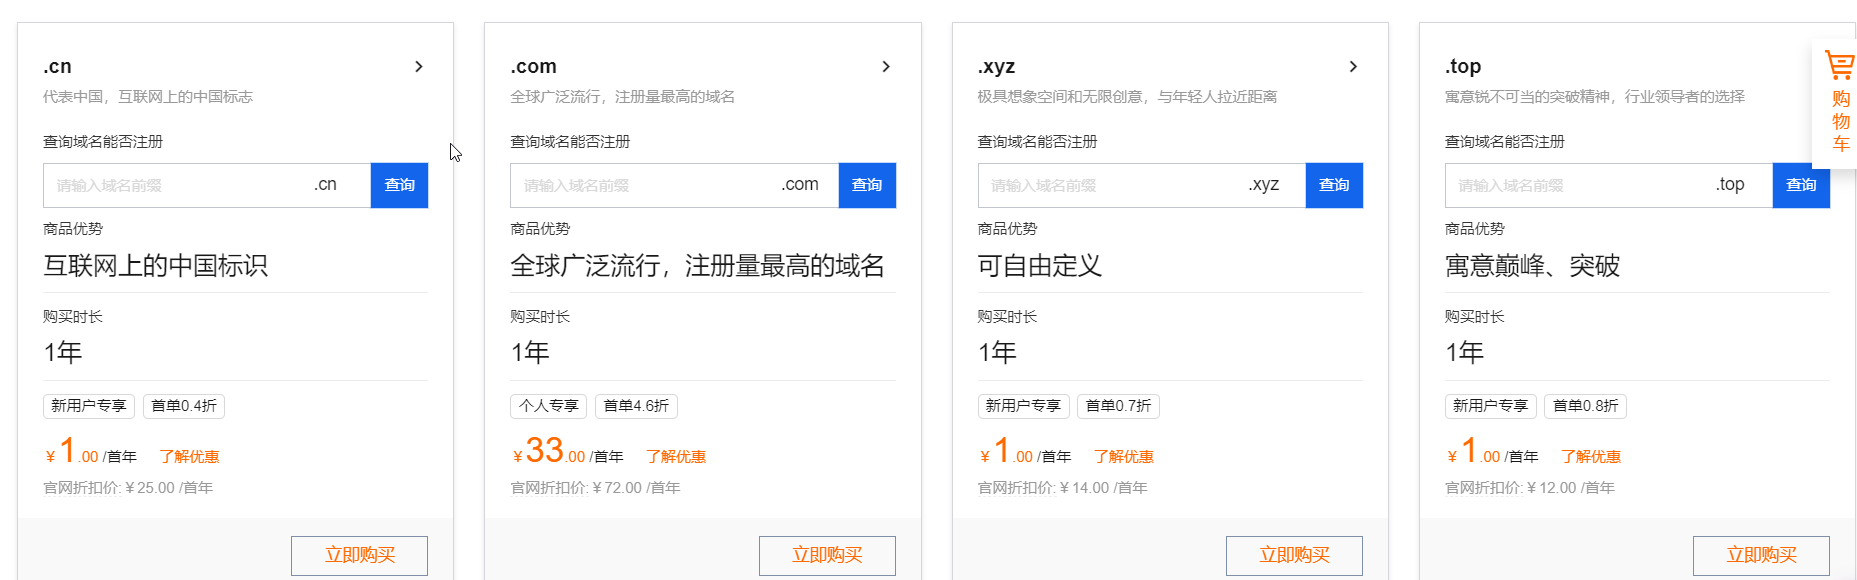 .cn
代表中国，互联网上的中国标志
查询域名能否注册
请输入域名前缀 .cn 查询
商品优势
互联网上的中国标识
购买时长
1年
新用户专享 首单0.4折
¥1.00 /首年 了解优惠
官网折扣价: ¥25.00 /首年
立即购买
.com
全球广泛流行，注册量最高的域名
查询域名能否注册
请输入域名前缀 .com 查询
商品优势
全球广泛流行，注册量最高的域名
购买时长
1年
个人专享 首单4.6折
¥33.00 /首年 了解优惠
官网折扣价: ¥72.00 /首年
立即购买
.xyz
极具想象空间和无限创意，与年轻人拉近距离
查询域名能否注册
请输入域名前缀 .xyz 查询
商品优势
可自由定义
购买时长
1年
新用户专享 首单0.7折
¥1.00 /首年 了解优惠
官网折扣价: ¥14.00 /首年
立即购买
.top
寓意锐不可当的突破精神，行业领导者的选择
查询域名能否注册
请输入域名前缀 .top 查询
商品优势
寓意巅峰、突破
购买时长
1年
新用户专享 首单0.8折
¥1.00 /首年 了解优惠
官网折扣价: ¥12.00 /首年
立即购买
购物车